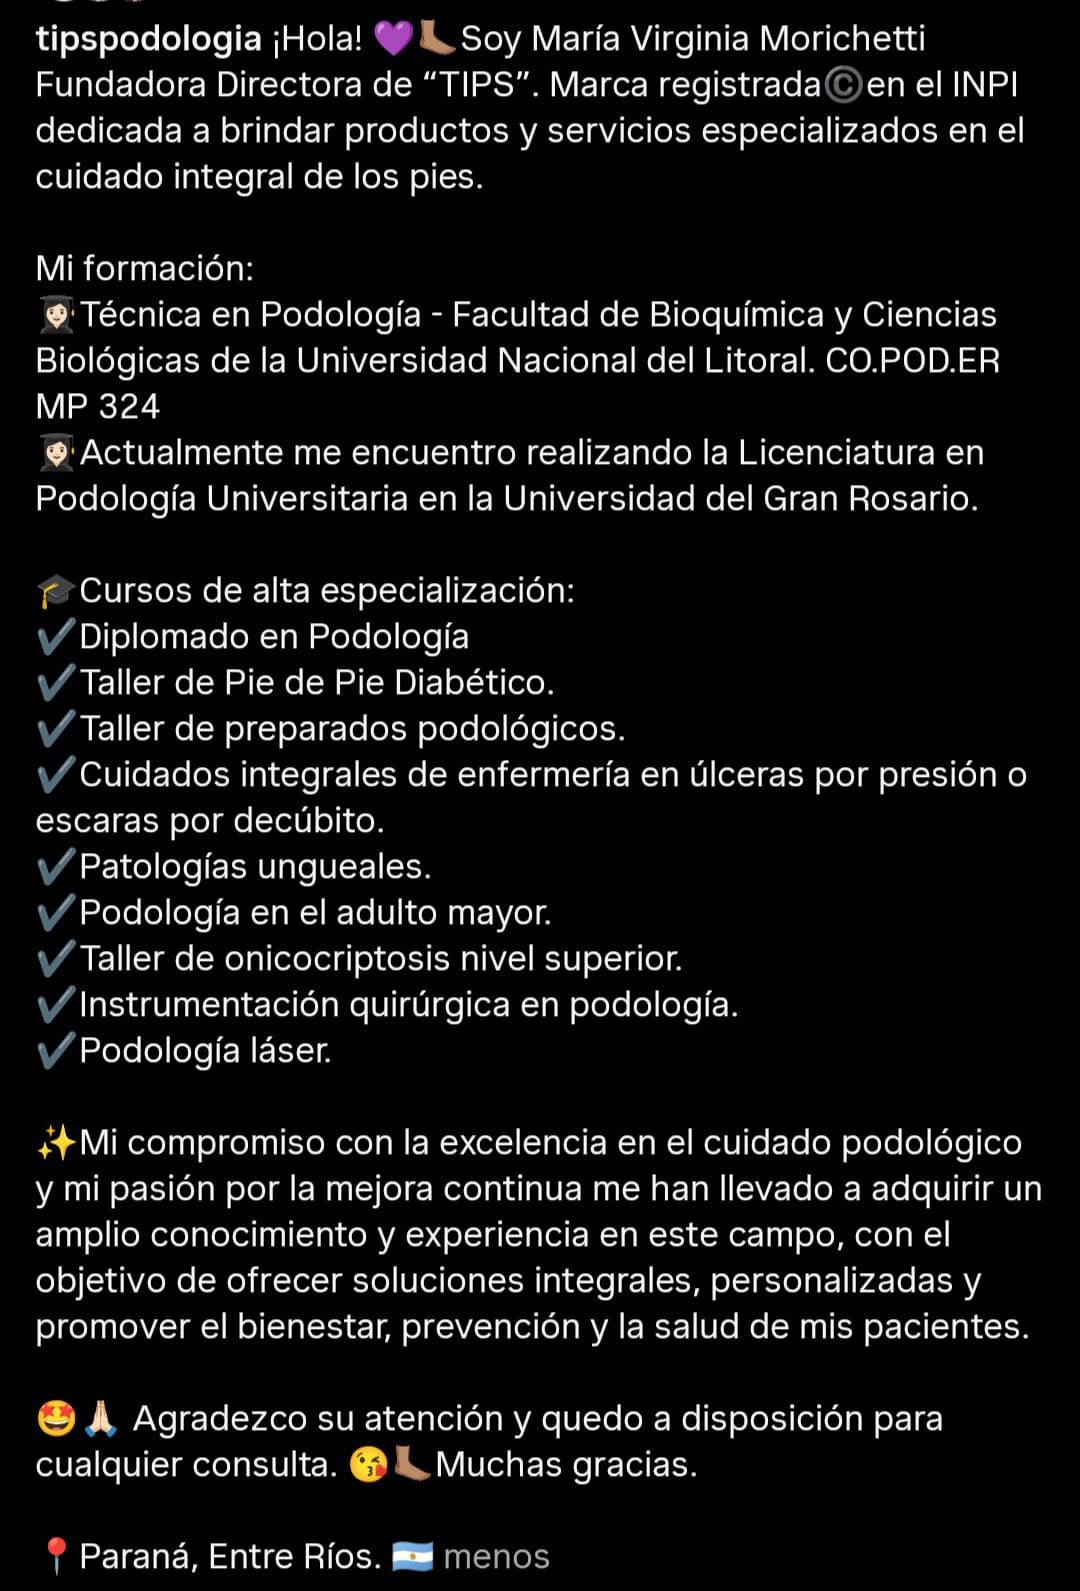 tipspodologia ¡Hola! 💜🦶🏽Soy María Virginia Morichetti
Fundadora Directora de “TIPS”. Marca registrada©️en el INPI
dedicada a brindar productos y servicios especializados en el
cuidado integral de los pies.
Mi formación:
👩🏻‍🎓Técnica en Podología - Facultad de Bioquímica y Ciencias
Biológicas de la Universidad Nacional del Litoral. CO.POD.ER
MP 324
👩🏻‍🎓Actualmente me encuentro realizando la Licenciatura en
Podología Universitaria en la Universidad del Gran Rosario.
🎓Cursos de alta especialización:
✔️Diplomado en Podología
✔️Taller de Pie de Pie Diabético.
✔️Taller de preparados podológicos.
✔️Cuidados integrales de enfermería en úlceras por presión o
escaras por decúbito.
✔️Patologías ungueales.
✔️Podología en el adulto mayor.
✔️Taller de onicocriptosis nivel superior.
✔️Instrumentación quirúrgica en podología.
✔️Podología láser.
✨Mi compromiso con la excelencia en el cuidado podológico
y mi pasión por la mejora continua me han llevado a adquirir un
amplio conocimiento y experiencia en este campo, con el
objetivo de ofrecer soluciones integrales, personalizadas y
promover el bienestar, prevención y la salud de mis pacientes.
🤩🙏🏻 Agradezco su atención y quedo a disposición para
cualquier consulta. 😘🦶🏽Muchas gracias.
📍Paraná, Entre Ríos. 🇦🇷 menos